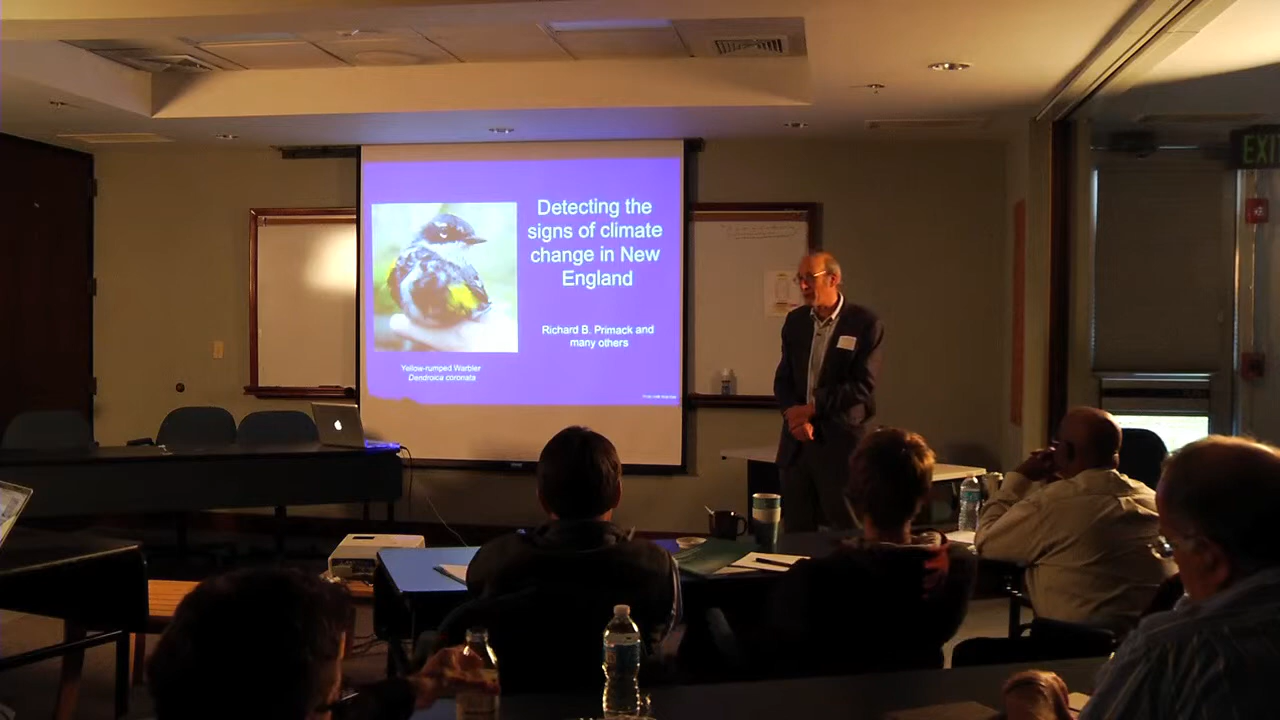 Detecting the
signs of climate
change in New
England
Richard B. Primack and
many others
Yellow-rumped Warbler
Dendroica coronata
EXI